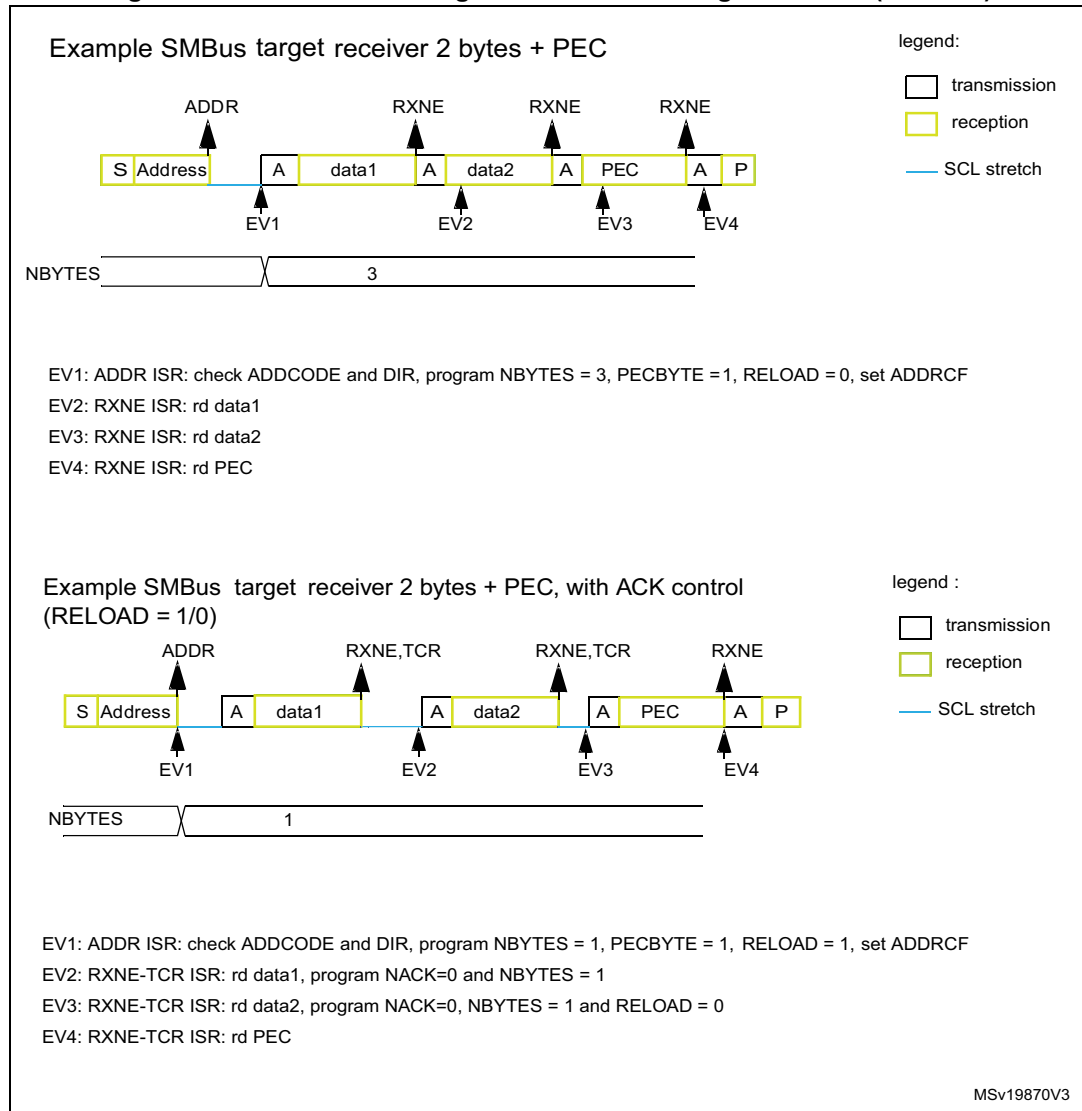 Example SMBus target receiver 2 bytes + PEC
legend:
transmission
reception
SCL stretch
ADDR RXNE RXNE RXNE
S Address A data1 A data2 A PEC A P
EV1 EV2 EV3 EV4
NBYTES 3
EV1: ADDR ISR: check ADDCODE and DIR, program NBYTES = 3, PECBYTE =1, RELOAD = 0, set ADDRCF
EV2: RXNE ISR: rd data1
EV3: RXNE ISR: rd data2
EV4: RXNE ISR: rd PEC
Example SMBus target receiver 2 bytes + PEC, with ACK control
(RELOAD = 1/0)
legend :
transmission
reception
SCL stretch
ADDR RXNE,TCR RXNE,TCR RXNE
S Address A data1 A data2 A PEC A P
EV1 EV2 EV3 EV4
NBYTES 1
EV1: ADDR ISR: check ADDCODE and DIR, program NBYTES = 1, PECBYTE = 1, RELOAD = 1, set ADDRCF
EV2: RXNE-TCR ISR: rd data1, program NACK=0 and NBYTES = 1
EV3: RXNE-TCR ISR: rd data2, program NACK=0, NBYTES = 1 and RELOAD = 0
EV4: RXNE-TCR ISR: rd PEC
MSv19870V3